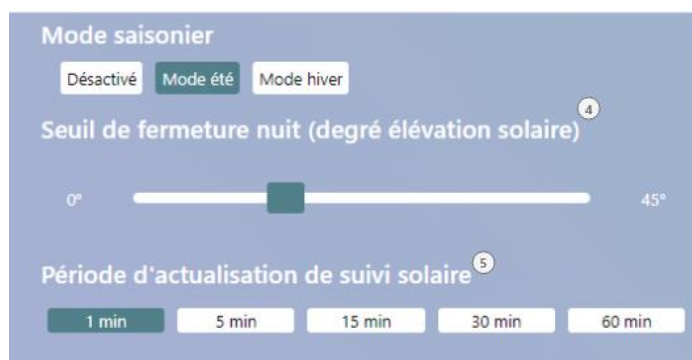 Mode saisonier
Désactivé Mode été Mode hiver
Seuil de fermeture nuit (degré élévation solaire) 4
0° 45°
Période d'actualisation de suivi solaire 5
1 min 5 min 15 min 30 min 60 min